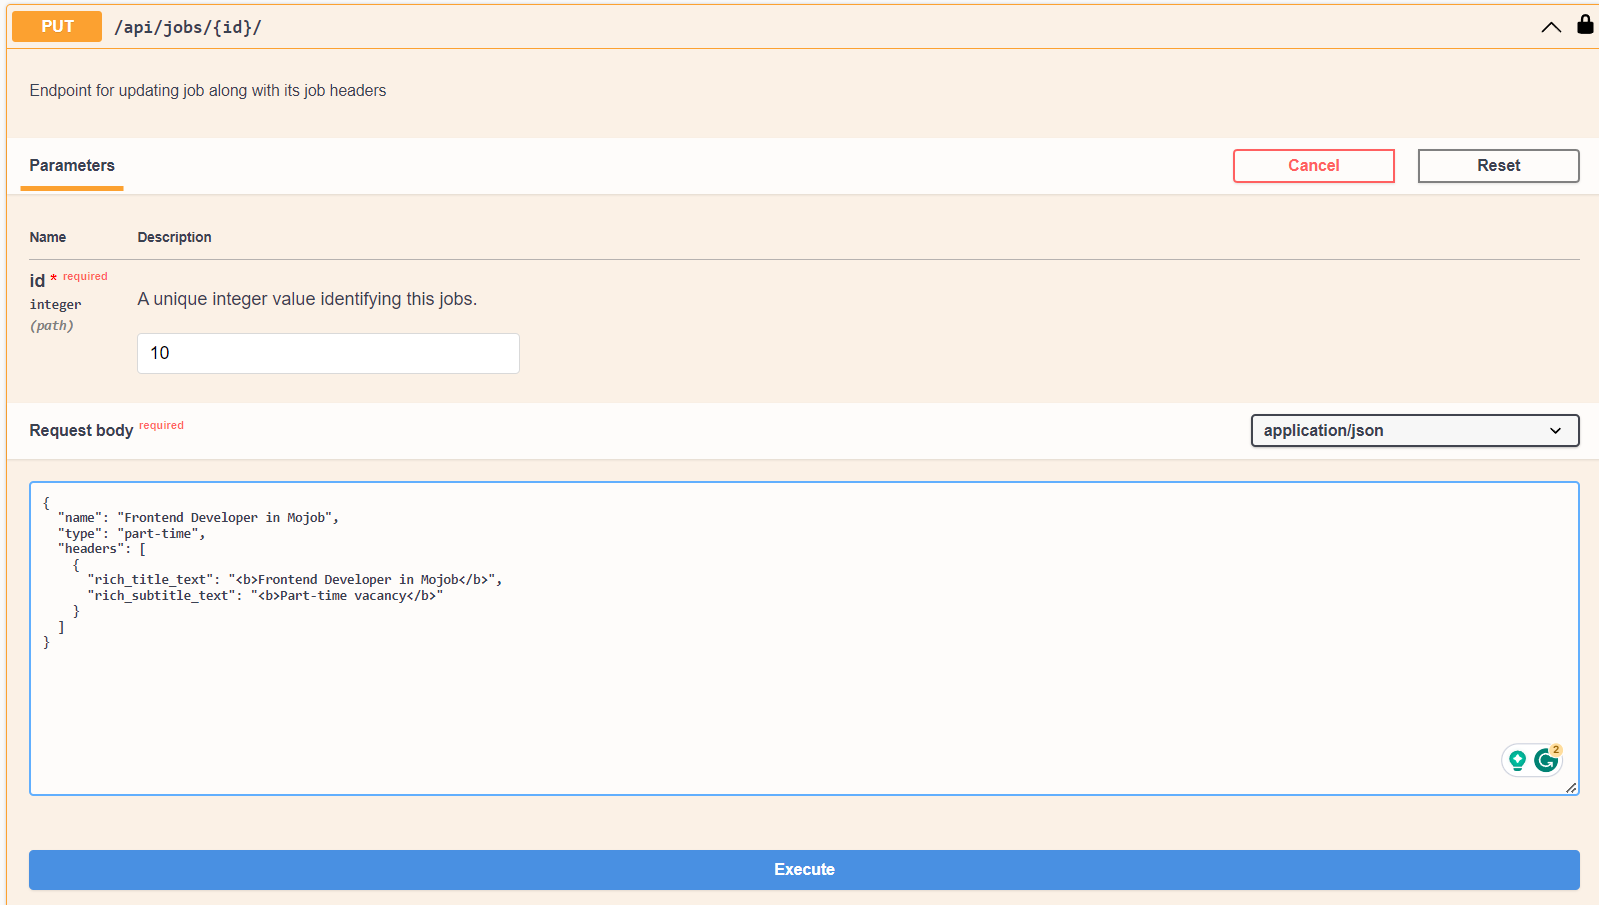 PUT /api/jobs/{id}/
Endpoint for updating job along with its job headers
Parameters Cancel Reset
Name Description
id * required
integer
(path)
A unique integer value identifying this jobs.
10
Request body required application/json
{
  "name": "Frontend Developer in Mojob",
  "type": "part-time",
  "headers": [
    {
      "rich_title_text": "<b>Frontend Developer in Mojob</b>",
      "rich_subtitle_text": "<b>Part-time vacancy</b>"
    }
  ]
}
2
Execute